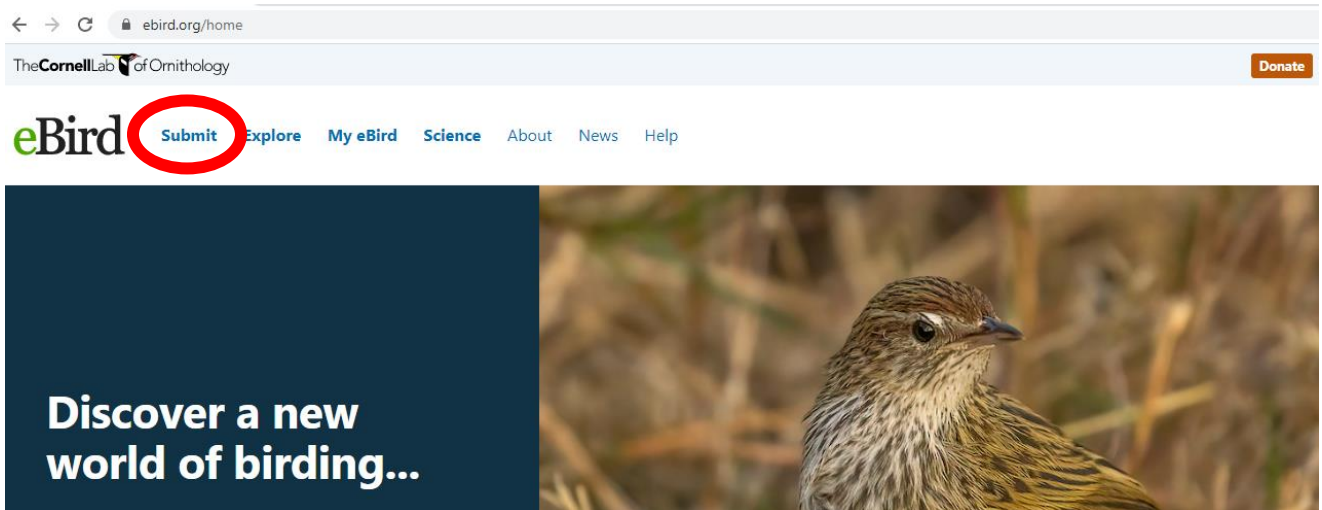 ebird.org/home
TheCornellLab of Ornithology
Donate
eBird Submit Explore My eBird Science About News Help
Discover a new
world of birding...